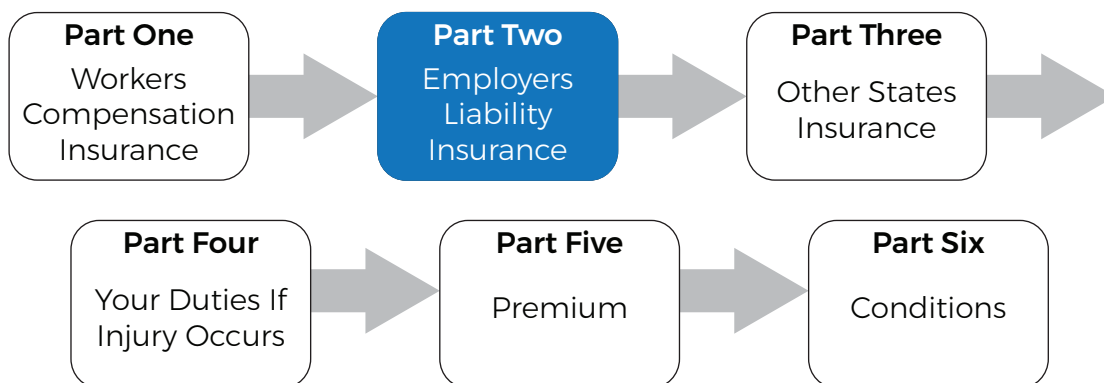 Part One
Workers
Compensation
Insurance
Part Two
Employers
Liability
Insurance
Part Three
Other States
Insurance
Part Four
Your Duties If
Injury Occurs
Part Five
Premium
Part Six
Conditions